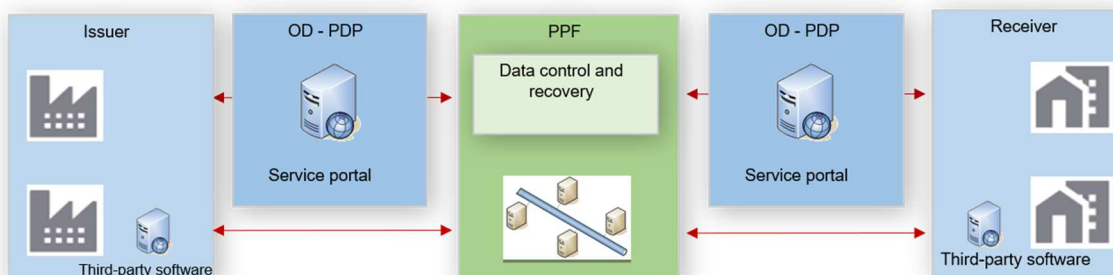 Issuer
OD - PDP
PPF
OD - PDP
Receiver
Data control and
recovery
Service portal
Service portal
Third-party software
Third-party software